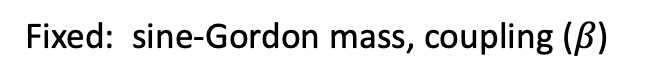 Fixed:  sine-Gordon mass, coupling (β)